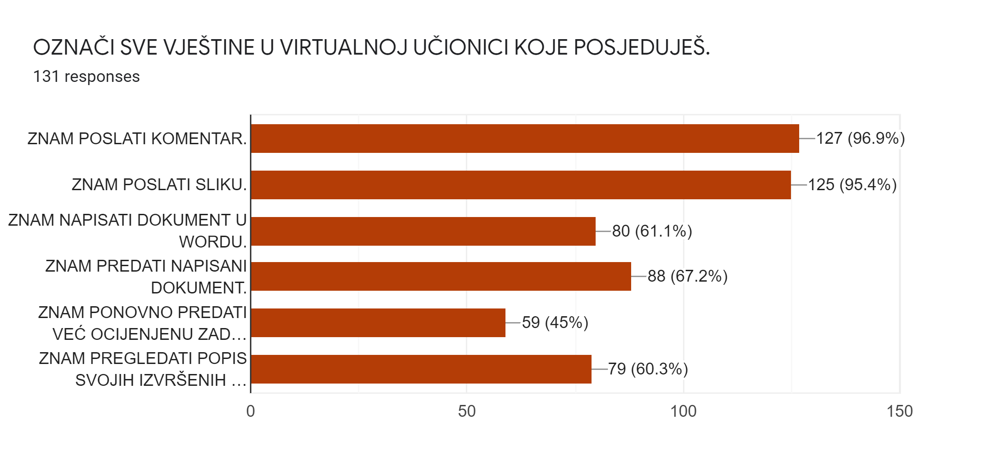 OZNAČI SVE VJEŠTINE U VIRTUALNOJ UČIONICI KOJE POSJEDUJEŠ.
131 responses
ZNAM POSLATI KOMENTAR.
127 (96.9%)
ZNAM POSLATI SLIKU.
125 (95.4%)
ZNAM NAPISATI DOKUMENT U
WORDU.
80 (61.1%)
ZNAM PREDATI NAPISANI
DOKUMENT.
88 (67.2%)
ZNAM PONOVNO PREDATI
VEĆ OCIJENJENU ZAD…
59 (45%)
ZNAM PREGLEDATI POPIS
SVOJIH IZVRŠENIH …
79 (60.3%)
0 50 100 150